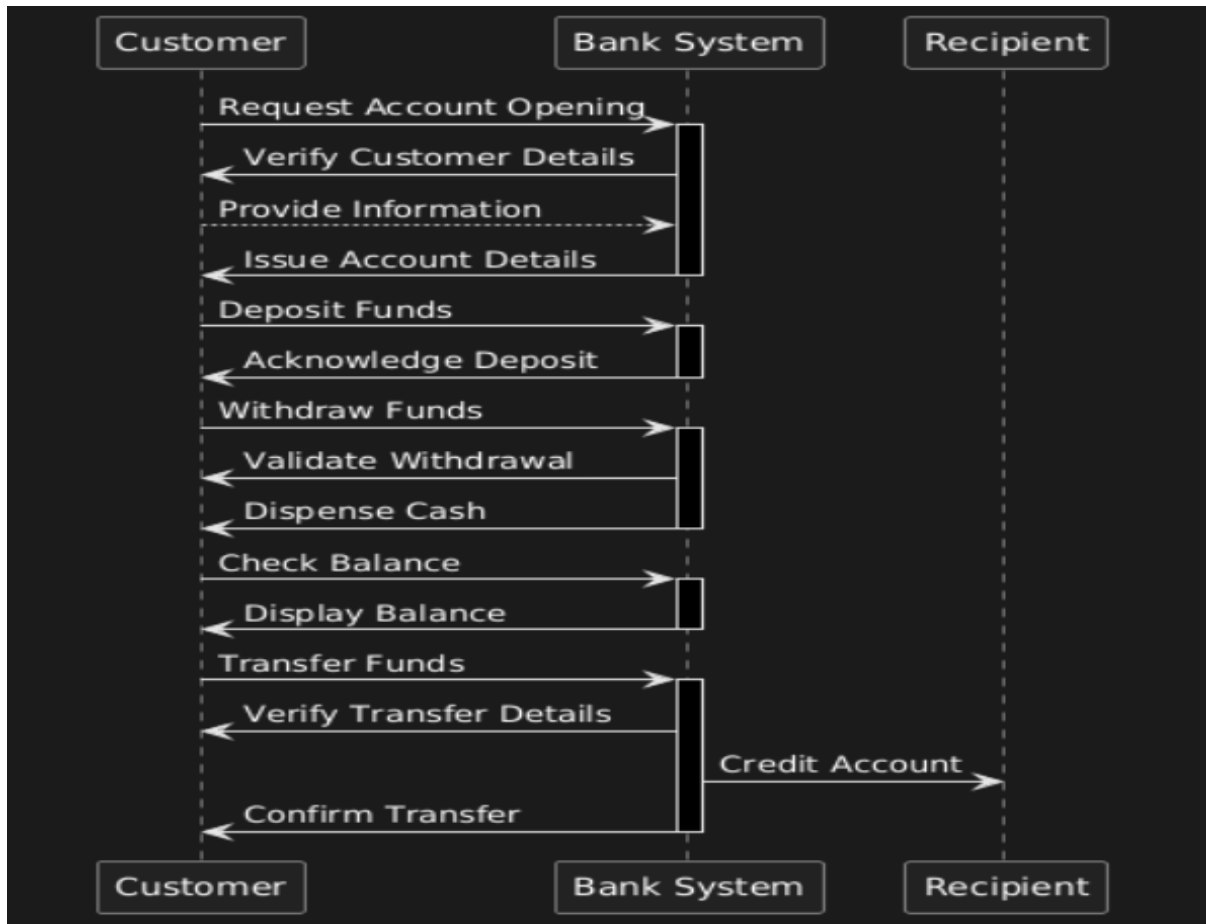 Customer Bank System Recipient
Request Account Opening
Verify Customer Details
Provide Information
Issue Account Details
Deposit Funds
Acknowledge Deposit
Withdraw Funds
Validate Withdrawal
Dispense Cash
Check Balance
Display Balance
Transfer Funds
Verify Transfer Details
Credit Account
Confirm Transfer
Customer Bank System Recipient